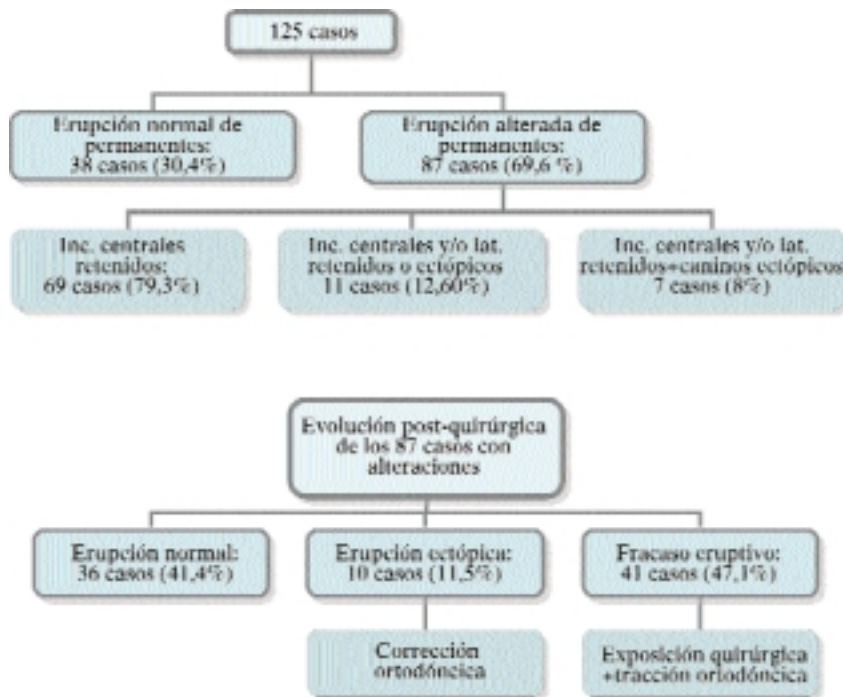 125 casos
Erupción normal de
permanentes:
38 casos (30,4%)
Erupción alterada de
permanentes:
87 casos (69,6 %)
Inc. centrales
retenidos:
69 casos (79,3%)
Inc. centrales y/o lat.
retenidos o ectópicos
11 casos (12,60%)
Inc. centrales y/o lat.
retenidos+caninos ectópicos
7 casos (8%)
Evolución post-quirúrgica
de los 87 casos con
alteraciones
Erupción normal:
36 casos (41,4%)
Erupción ectópica:
10 casos (11,5%)
Fracaso eruptivo:
41 casos (47,1%)
Corrección
ortodóncica
Exposición quirúrgica
+tracción ortodóncica